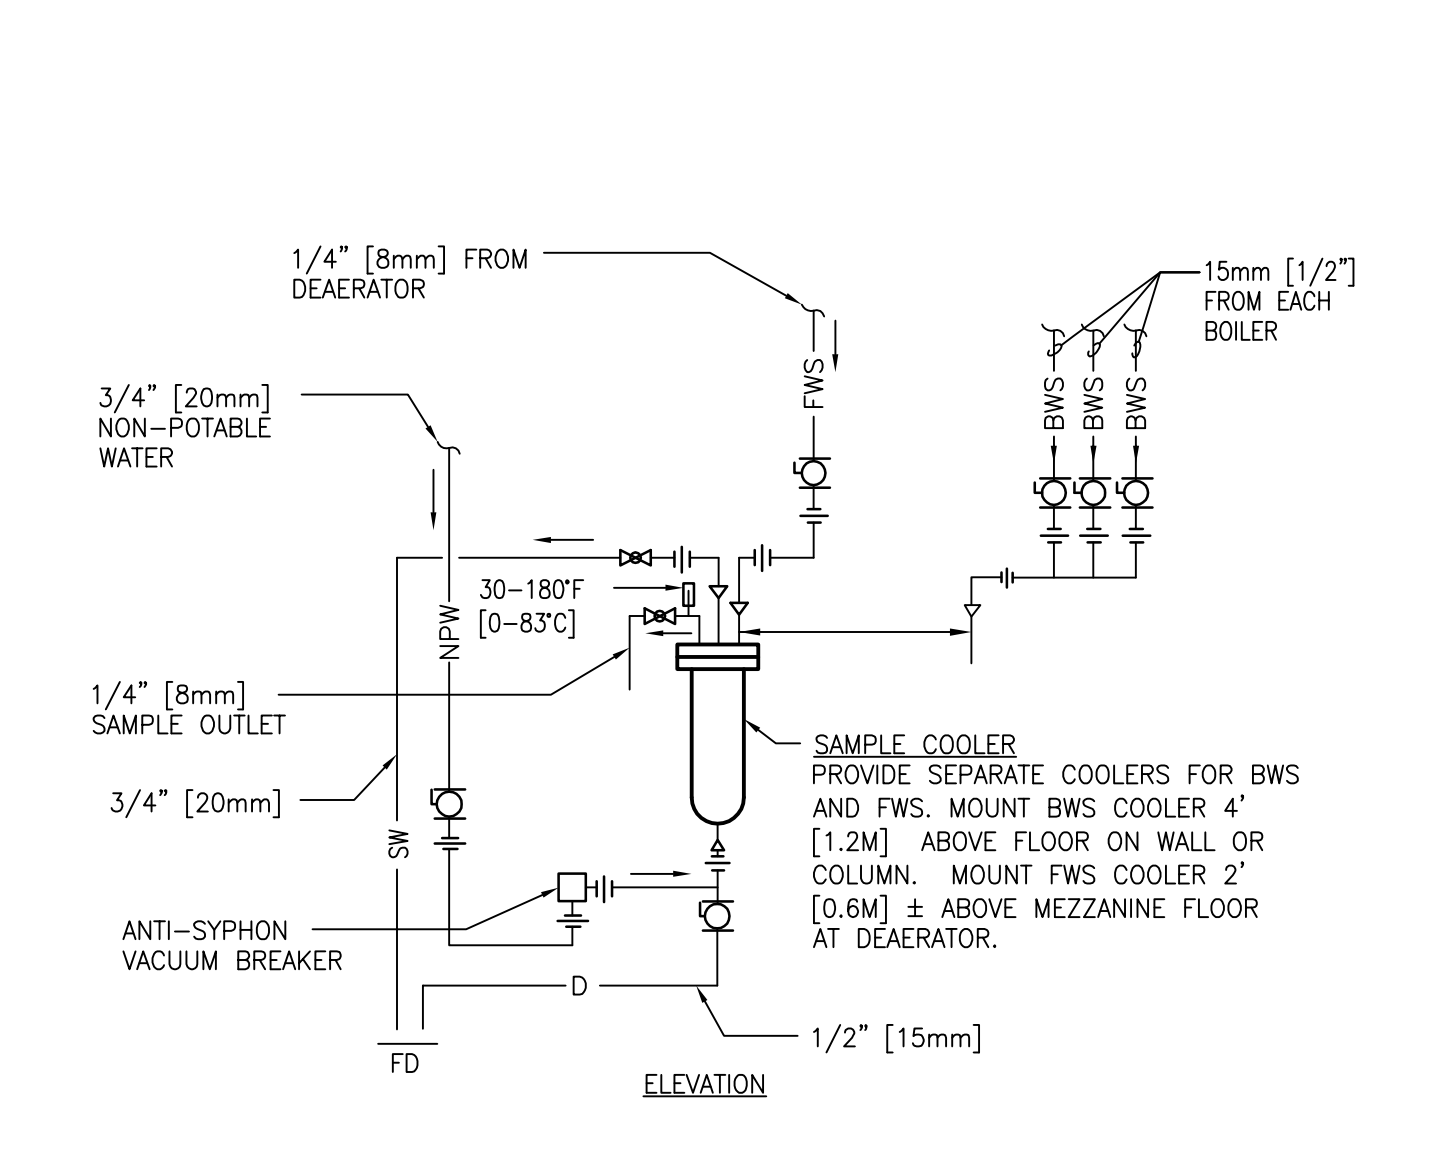 1/4” [8mm] FROM
DEAERATOR
15mm [1/2”]
FROM EACH
BOILER
FWS
BWS
BWS
BWS
3/4” [20mm]
NON-POTABLE
WATER
30-180°F
[0-83°C]
NPW
1/4” [8mm]
SAMPLE OUTLET
SAMPLE COOLER
PROVIDE SEPARATE COOLERS FOR BWS
AND FWS. MOUNT BWS COOLER 4'
[1.2M] ABOVE FLOOR ON WALL OR
COLUMN. MOUNT FWS COOLER 2'
[0.6M] ± ABOVE MEZZANINE FLOOR
AT DEAERATOR.
3/4” [20mm]
SW
ANTI-SYPHON
VACUUM BREAKER
D
1/2” [15mm]
FD
ELEVATION